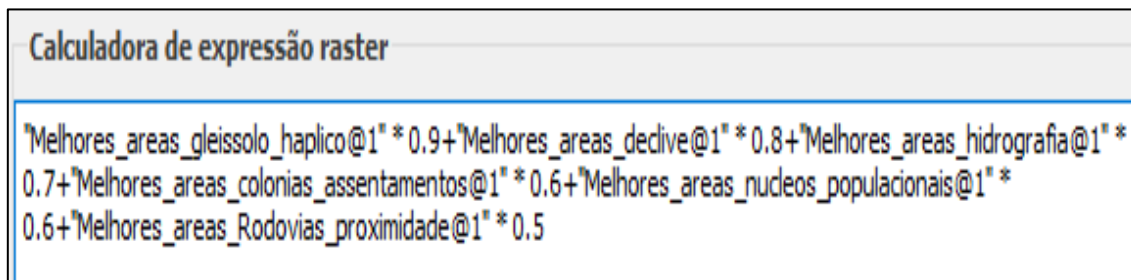 Calculadora de expressão raster
"Melhores_areas_gleissolo_haplico@1" * 0.9+"Melhores_areas_declive@1" * 0.8+"Melhores_areas_hidrografia@1" *
0.7+"Melhores_areas_colonias_assentamentos@1" * 0.6+"Melhores_areas_nucleos_populacionais@1" *
0.6+"Melhores_areas_Rodovias_proximidade@1" * 0.5